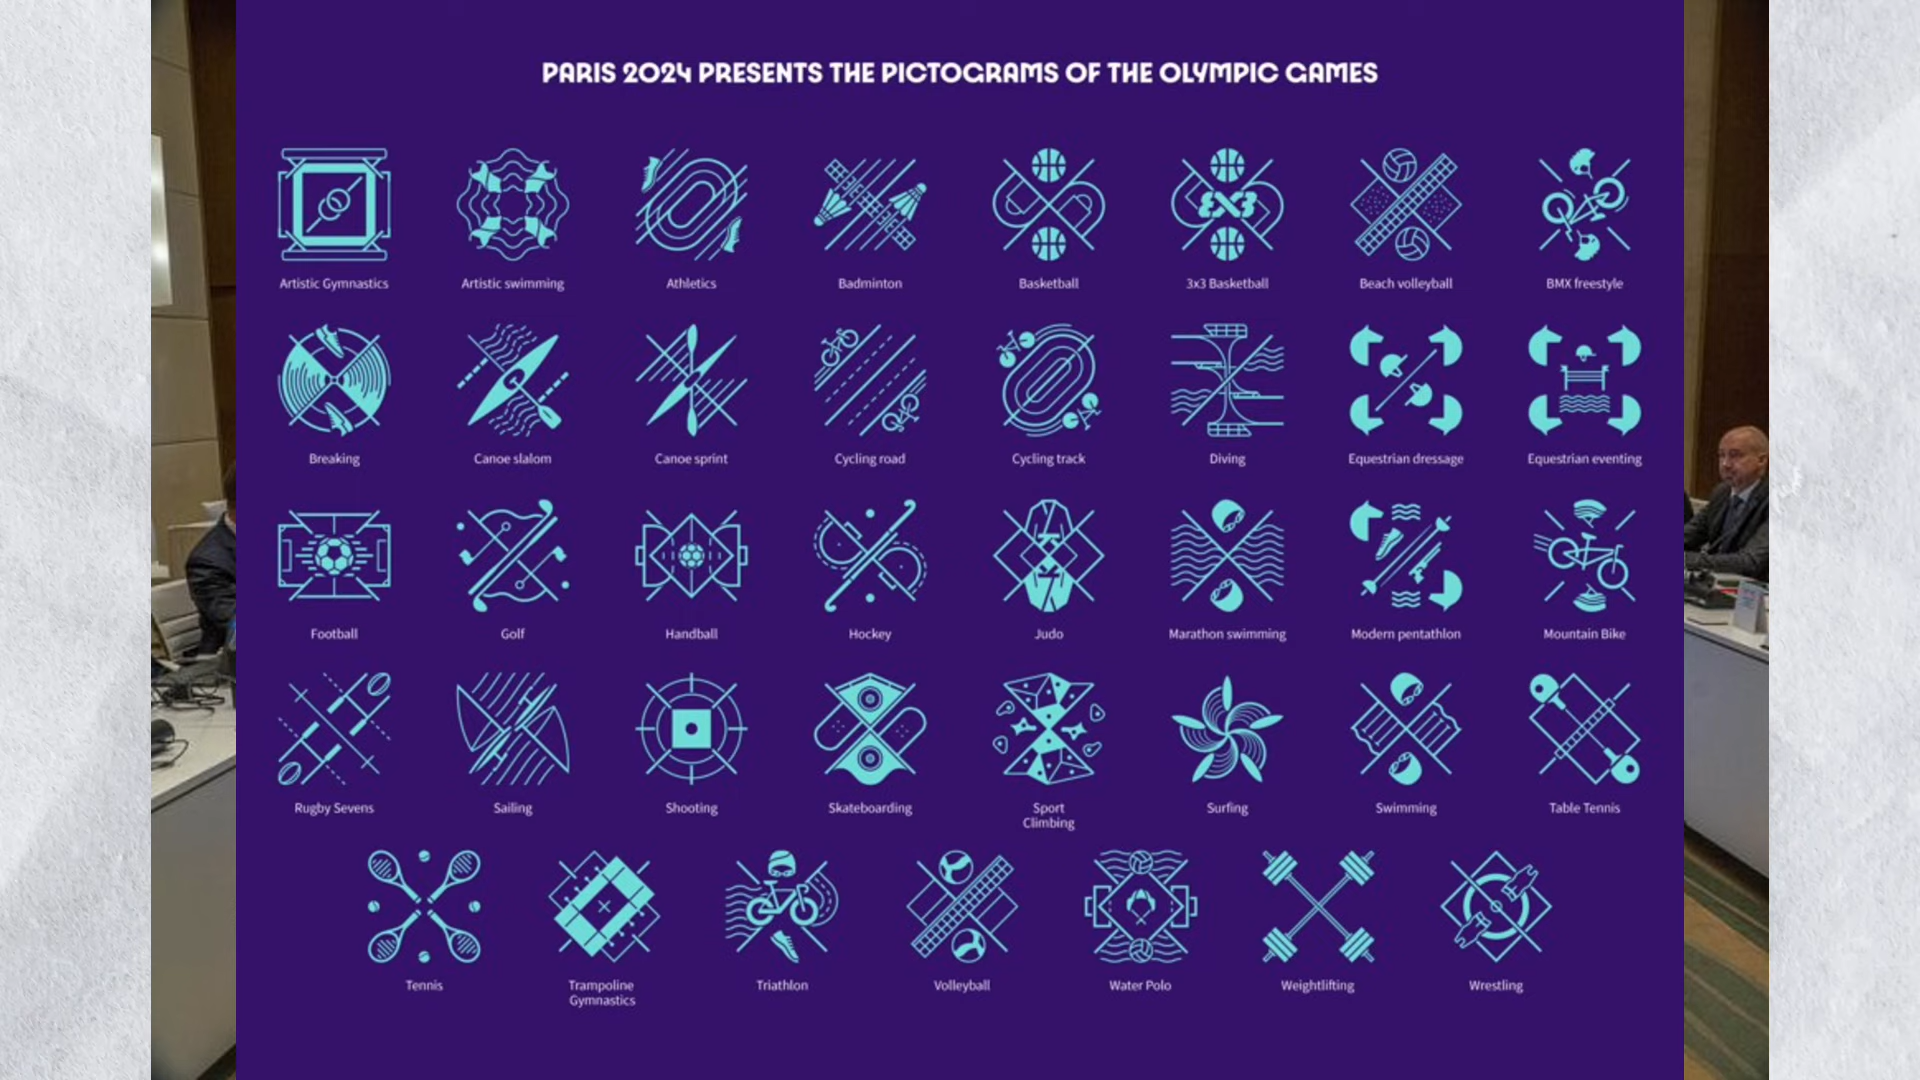 PARIS 2024 PRESENTS THE PICTOGRAMS OF THE OLYMPIC GAMES
Artistic Gymnastics
Artistic swimming
Athletics
Badminton
Basketball
3x3
3x3 Basketball
Beach volleyball
BMX freestyle
Breaking
Canoe slalom
Canoe sprint
Cycling road
Cycling track
Diving
Equestrian dressage
Equestrian eventing
Football
Golf
Handball
Hockey
Judo
Marathon swimming
Modern pentathlon
Mountain Bike
Rugby Sevens
Sailing
Shooting
Skateboarding
Sport
Climbing
Surfing
Swimming
Table Tennis
Tennis
Trampoline
Gymnastics
Triathlon
Volleyball
Water Polo
Weightlifting
Wrestling